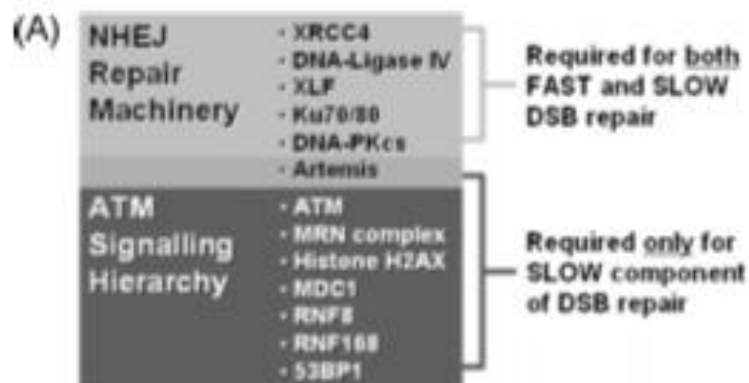 (A)
NHEJ
Repair
Machinery
· XRCC4
· DNA-Ligase IV
· XLF
· Ku70/80
· DNA-PKcs
· Artemis
Required for both
FAST and SLOW
DSB repair
ATM
Signalling
Hierarchy
· ATM
· MRN complex
· Histone H2AX
· MDC1
· RNF8
· RNF168
· 53BP1
Required only for
SLOW component
of DSB repair